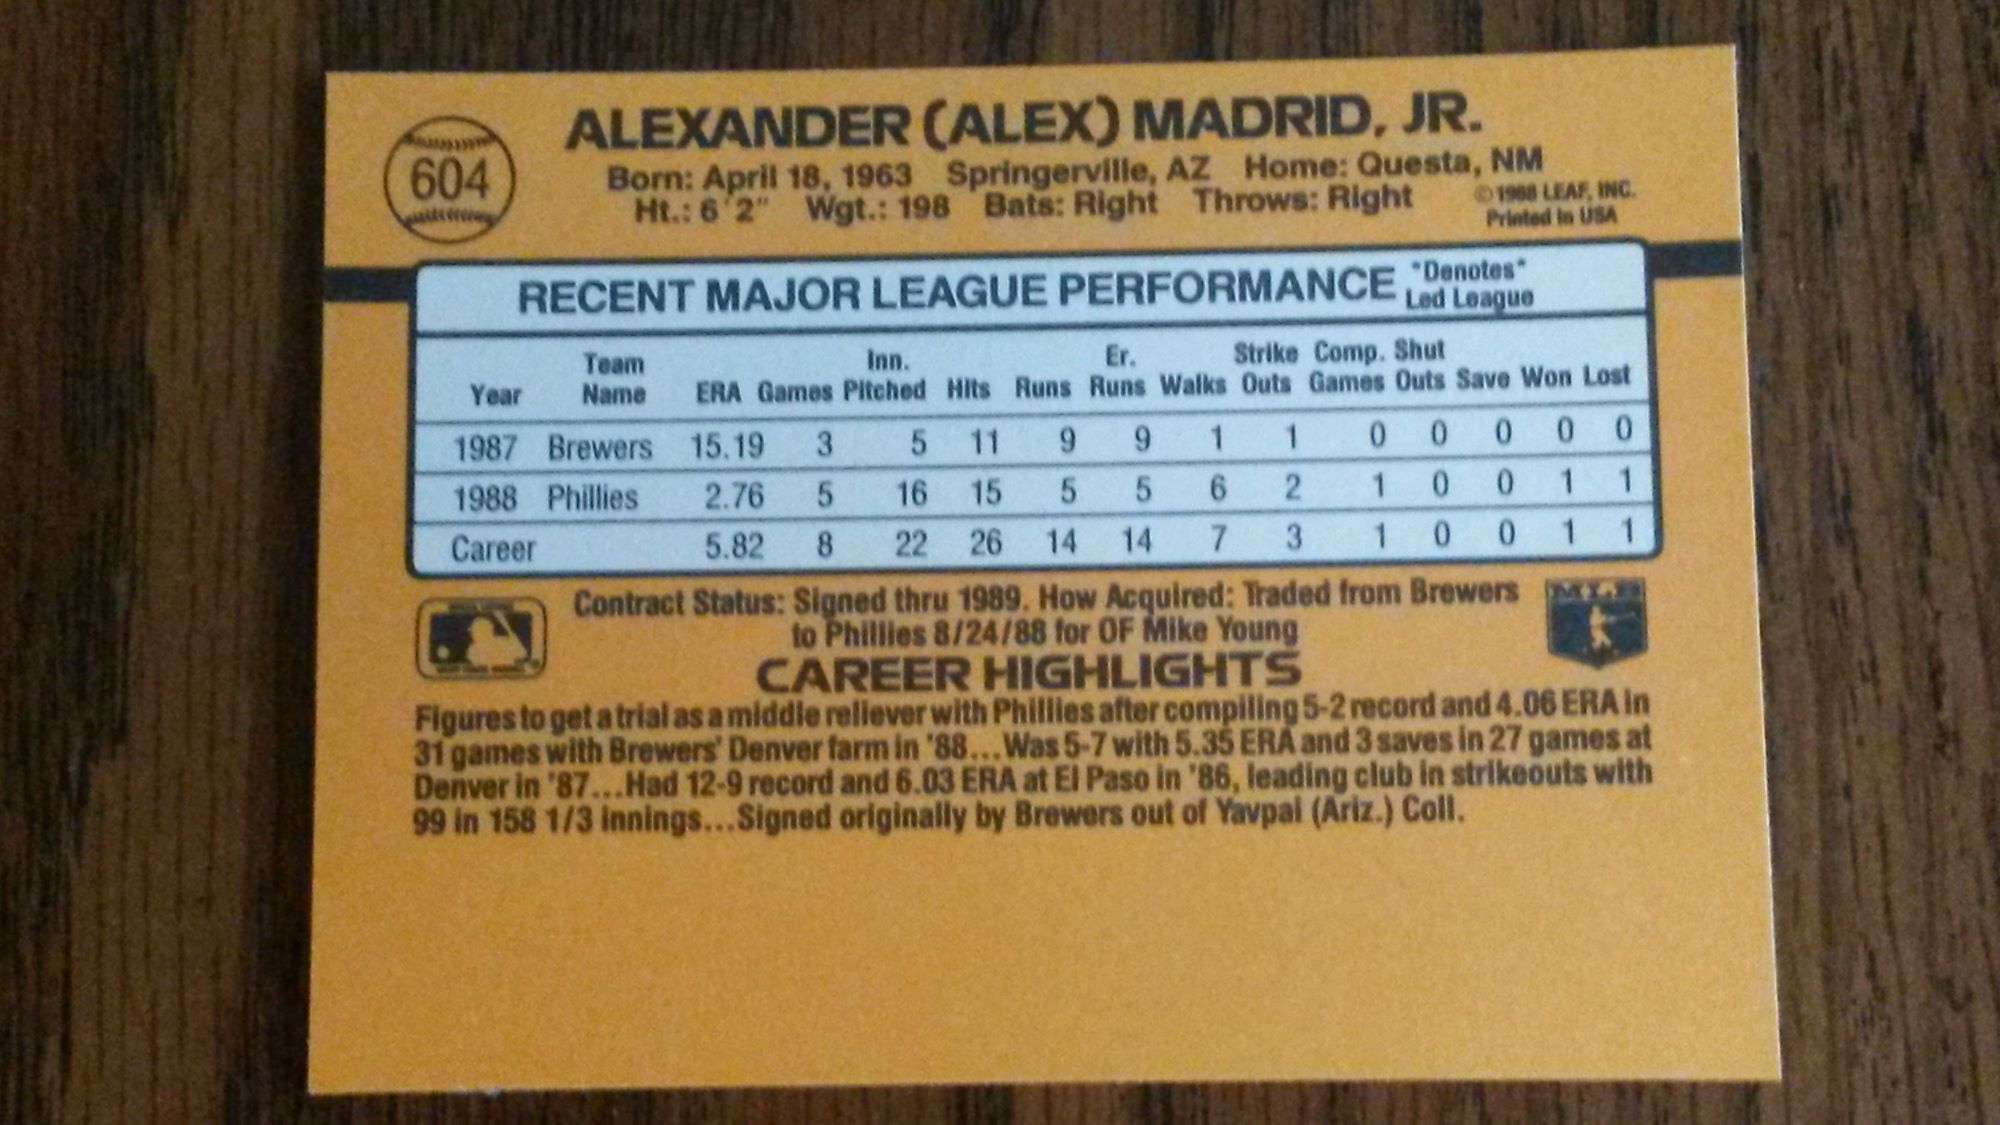 604
ALEXANDER (ALEX) MADRID, JR.
Born: April 18, 1963 Springerville, AZ Home: Questa, NM
Ht.: 6'2" Wgt.: 198 Bats: Right Throws: Right
© 1988 LEAF, INC.
Printed in USA
RECENT MAJOR LEAGUE PERFORMANCE "Denotes" Led League
Year Team Name ERA Games Inn. Pitched Hits Runs Er. Runs Walks Strike Outs Comp. Games Shut Outs Save Won Lost
1987 Brewers 15.19 3 5 11 9 9 1 1 0 0 0 0 0
1988 Phillies 2.76 5 16 15 5 5 6 2 1 0 0 1 1
Career 5.82 8 22 26 14 14 7 3 1 0 0 1 1
Contract Status: Signed thru 1989. How Acquired: Traded from Brewers
to Phillies 8/24/88 for OF Mike Young
MLB
CAREER HIGHLIGHTS
Figures to get a trial as a middle reliever with Phillies after compiling 5-2 record and 4.06 ERA in
31 games with Brewers' Denver farm in '88...Was 5-7 with 5.35 ERA and 3 saves in 27 games at
Denver in '87...Had 12-9 record and 6.03 ERA at El Paso in '86, leading club in strikeouts with
99 in 158 1/3 innings...Signed originally by Brewers out of Yavpai (Ariz.) Coll.